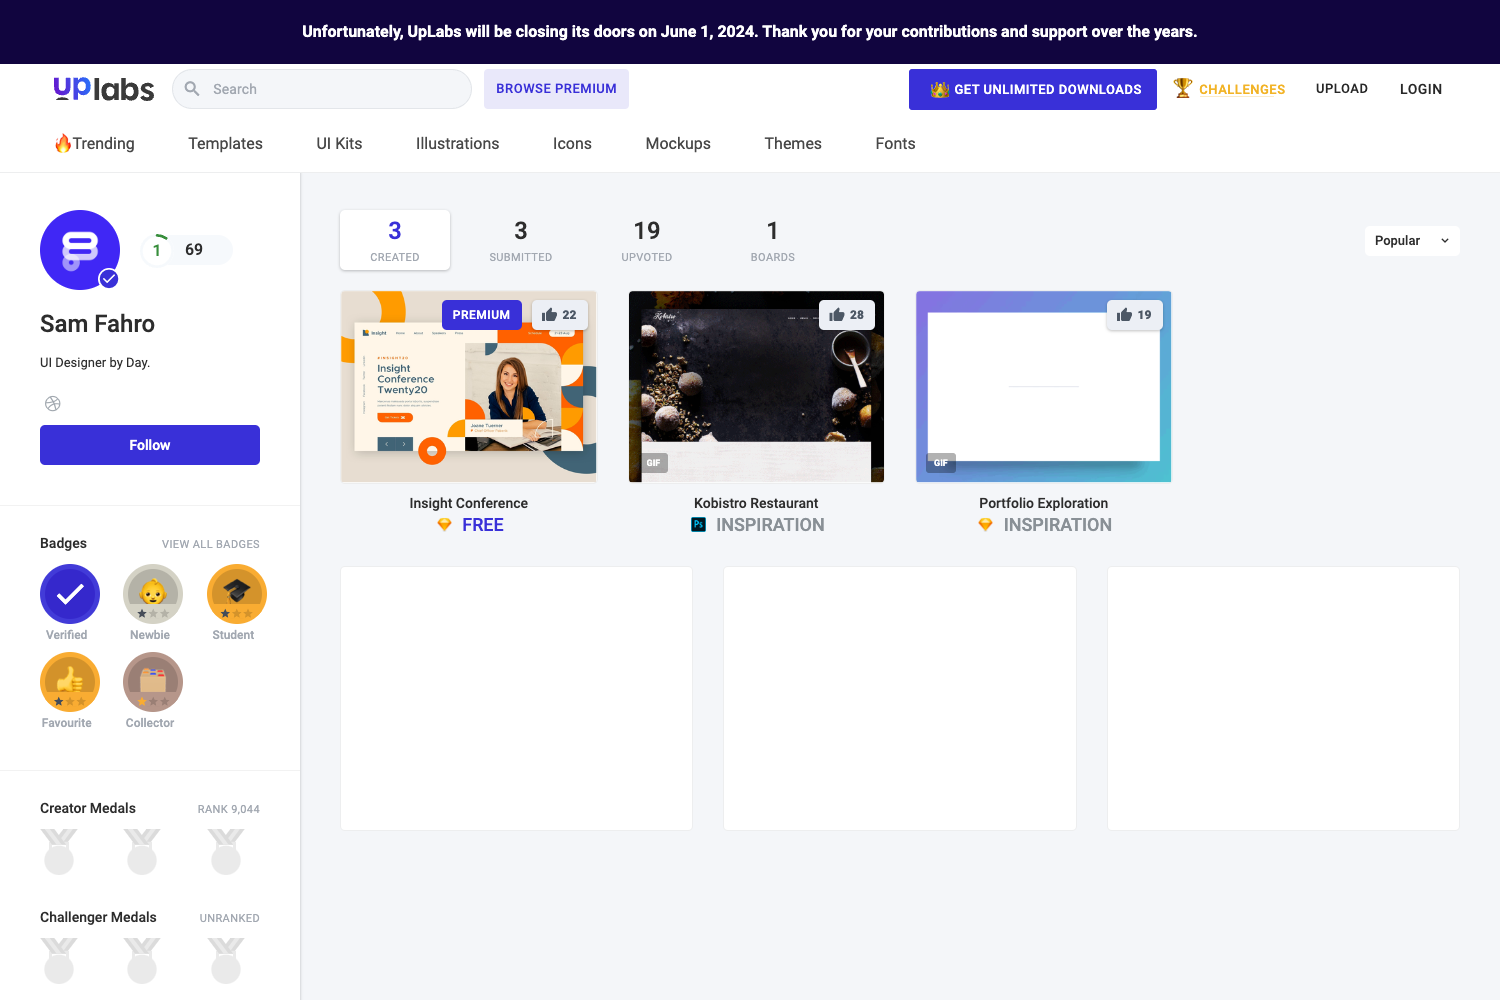 Unfortunately, UpLabs will be closing its doors on June 1, 2024. Thank you for your contributions and support over the years.
uplabs
Search
BROWSE PREMIUM
GET UNLIMITED DOWNLOADS
CHALLENGES
UPLOAD
LOGIN
Trending
Templates
UI Kits
Illustrations
Icons
Mockups
Themes
Fonts
1
69
Sam Fahro
UI Designer by Day.
Follow
Badges
VIEW ALL BADGES
Verified
Newbie
Student
Favourite
Collector
Creator Medals
RANK 9,044
Challenger Medals
UNRANKED
3
CREATED
3
SUBMITTED
19
UPVOTED
1
BOARDS
Popular
PREMIUM
22
Insight
Insight
Conference
Twenty20
Insight Conference
FREE
28
Kobistro
GIF
Kobistro Restaurant
Ps
INSPIRATION
19
GIF
Portfolio Exploration
INSPIRATION